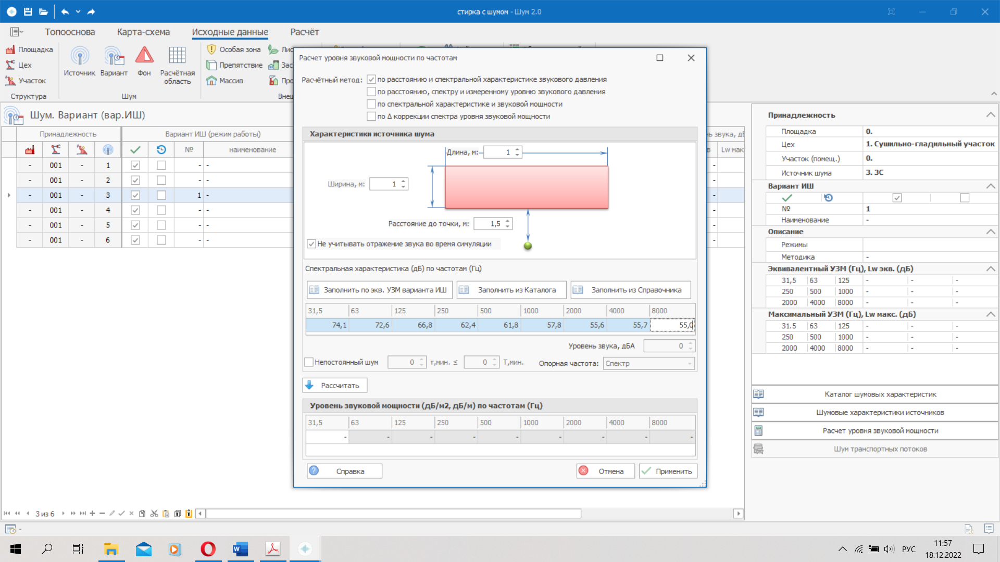 стирка с шумом - Шум 2.0
Топооснова Карта-схема Исходные данные Расчёт
Площадка
Цех
Участок
Структура
Источник Вариант Фон Расчётная область
Шум
Особая зона
Препятствие
Массив
Шум. Вариант (вар.ИШ)
Принадлежность Вариант ИШ (режим работы)
№ наименование
- 001 - 1 - -
- 001 - 2 - -
- 001 - 3 1 -
- 001 - 4 - -
- 001 - 5 - -
- 001 - 6 - -
3 из 6
Расчет уровня звуковой мощности по частотам
Расчётный метод: по расстоянию и спектральной характеристике звукового давления
по расстоянию, спектру и измеренному уровню звукового давления
по спектральной характеристике и звуковой мощности
по Δ коррекции спектра уровня звуковой мощности
Характеристики источника шума
Длина, м: 1
Ширина, м: 1
Расстояние до точки, м: 1,5
Не учитывать отражение звука во время симуляции
Спектральная характеристика (дБ) по частотам (Гц)
Заполнить по экв. УЗМ варианта ИШ Заполнить из Каталога Заполнить из Справочника
31,5 63 125 250 500 1000 2000 4000 8000
74,1 72,6 66,8 62,4 61,8 57,8 55,6 55,7 55,0
Уровень звука, дБА 0
Непостоянный шум 0 т,мин. ≤ 0 Т,мин. Опорная частота: Спектр
Рассчитать
Уровень звуковой мощности (дБ/м2, дБ/м) по частотам (Гц)
31,5 63 125 250 500 1000 2000 4000 8000
- - - - - - - - -
Справка Отмена Применить
Принадлежность
Площадка 0.
Цех 1. Сушильно-гладильный участок
Участок (помещ.) 0.
Источник шума 3. ЗС
Вариант ИШ
№ 1
Наименование -
Описание
Режимы
Методика -
Эквивалентный УЗМ (Гц), Lw экв. (дБ)
31,5 63 125 - - -
250 500 1000 - - -
2000 4000 8000 - - -
Максимальный УЗМ (Гц), Lw макс. (дБ)
31.5 63 125 - - -
250 500 1000 - - -
2000 4000 8000 - - -
Каталог шумовых характеристик
Шумовые характеристики источников
Расчет уровня звуковой мощности
Шум транспортных потоков
РУС
11:57
18.12.2022